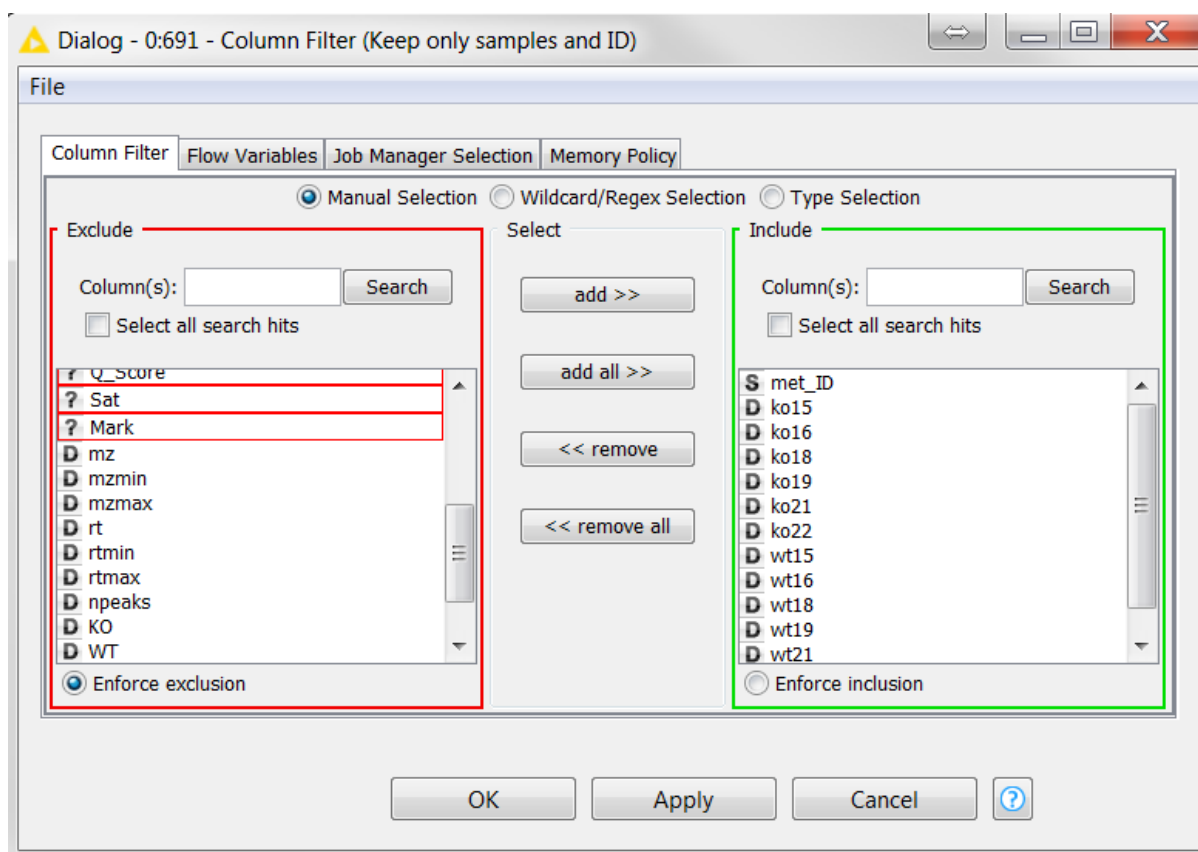 Dialog - 0:691 - Column Filter (Keep only samples and ID)
File
Column Filter Flow Variables Job Manager Selection Memory Policy
Manual Selection Wildcard/Regex Selection Type Selection
Exclude
Column(s): Search
Select all search hits
? Q_Score
? Sat
? Mark
D mz
D mzmin
D mzmax
D rt
D rtmin
D rtmax
D npeaks
D KO
D WT
Enforce exclusion
Select
add >>
add all >>
<< remove
<< remove all
Include
Column(s): Search
Select all search hits
S met_ID
D ko15
D ko16
D ko18
D ko19
D ko21
D ko22
D wt15
D wt16
D wt18
D wt19
D wt21
Enforce inclusion
OK Apply Cancel ?